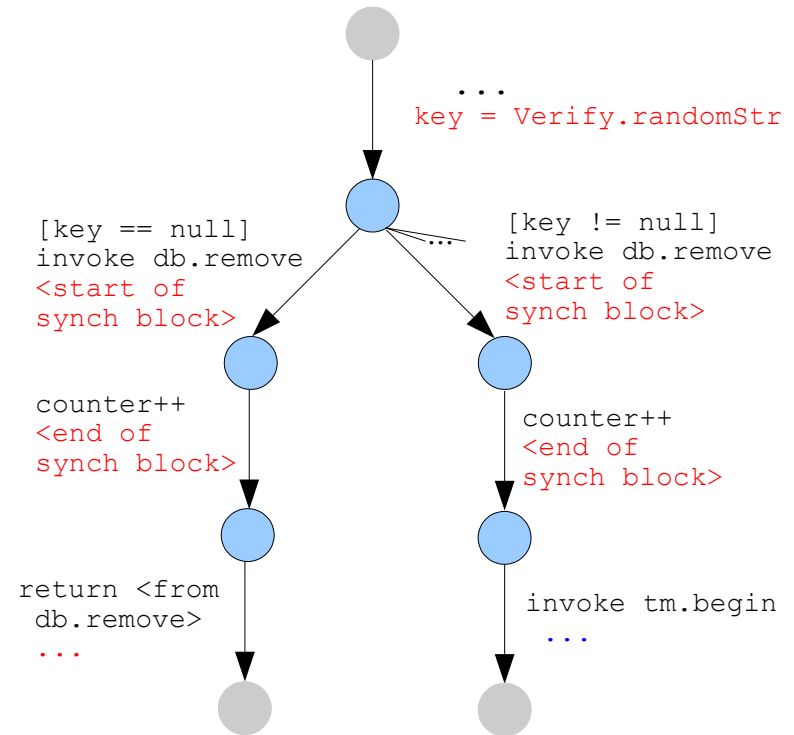 ...
key = Verify.randomStr
[key == null]
invoke db.remove
<start of
synch block>
...
[key != null]
invoke db.remove
<start of
synch block>
counter++
<end of
synch block>
counter++
<end of
synch block>
return <from
db.remove>
...
invoke tm.begin
...